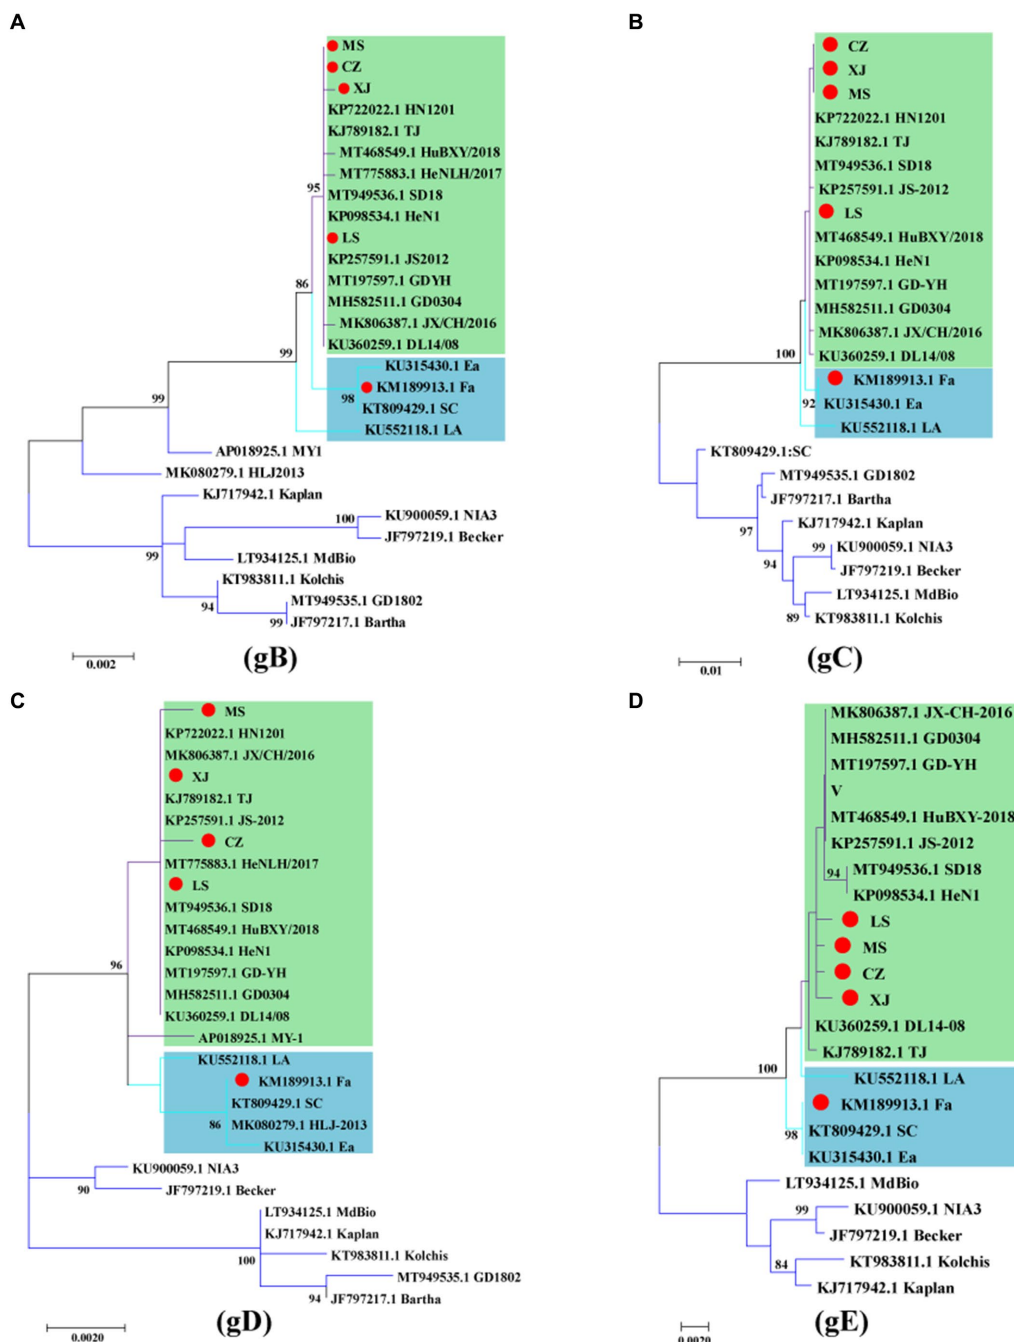 A
MS
CZ
XJ
KP722022.1 HN1201
KJ789182.1 TJ
MT468549.1 HuBXY/2018
MT775883.1 HeNLH/2017
95
MT949536.1 SD18
KP098534.1 HeN1
LS
KP257591.1 JS2012
MT197597.1 GDYH
86
MH582511.1 GD0304
MK806387.1 JX/CH/2016
KU360259.1 DL14/08
99
KU315430.1 Ea
KM189913.1 Fa
98
KT809429.1 SC
99
KU552118.1 LA
AP018925.1 MY1
MK080279.1 HLJ2013
KJ717942.1 Kaplan
KU900059.1 NIA3
100
JF797219.1 Becker
99
LT934125.1 MdBio
KT983811.1 Kolchis
94
MT949535.1 GD1802
99
JF797217.1 Bartha
0.002
(gB)
B
CZ
XJ
MS
KP722022.1 HN1201
KJ789182.1 TJ
MT949536.1 SD18
KP257591.1 JS-2012
LS
MT468549.1 HuBXY/2018
KP098534.1 HeN1
MT197597.1 GD-YH
MH582511.1 GD0304
MK806387.1 JX/CH/2016
100
KU360259.1 DL14/08
KM189913.1 Fa
92
KU315430.1 Ea
KU552118.1 LA
KT809429.1:SC
MT949535.1 GD1802
JF797217.1 Bartha
97
KJ717942.1 Kaplan
99
KU900059.1 NIA3
94
JF797219.1 Becker
LT934125.1 MdBio
89
KT983811.1 Kolchis
0.01
(gC)
C
MS
KP722022.1 HN1201
MK806387.1 JX/CH/2016
XJ
KJ789182.1 TJ
KP257591.1 JS-2012
CZ
MT775883.1 HeNLH/2017
LS
MT949536.1 SD18
MT468549.1 HuBXY/2018
KP098534.1 HeN1
96
MT197597.1 GD-YH
MH582511.1 GD0304
KU360259.1 DL14/08
AP018925.1 MY-1
KU552118.1 LA
KM189913.1 Fa
KT809429.1 SC
86
MK080279.1 HLJ-2013
KU315430.1 Ea
KU900059.1 NIA3
90
JF797219.1 Becker
LT934125.1 MdBio
KJ717942.1 Kaplan
100
KT983811.1 Kolchis
MT949535.1 GD1802
94
JF797217.1 Bartha
0.0020
(gD)
D
MK806387.1 JX-CH-2016
MH582511.1 GD0304
MT197597.1 GD-YH
V
MT468549.1 HuBXY-2018
KP257591.1 JS-2012
94
MT949536.1 SD18
KP098534.1 HeN1
LS
MS
CZ
XJ
KU360259.1 DL14-08
KJ789182.1 TJ
100
KU552118.1 LA
KM189913.1 Fa
98
KT809429.1 SC
KU315430.1 Ea
LT934125.1 MdBio
99
KU900059.1 NIA3
JF797219.1 Becker
KT983811.1 Kolchis
84
KJ717942.1 Kaplan
0.0020
(gE)